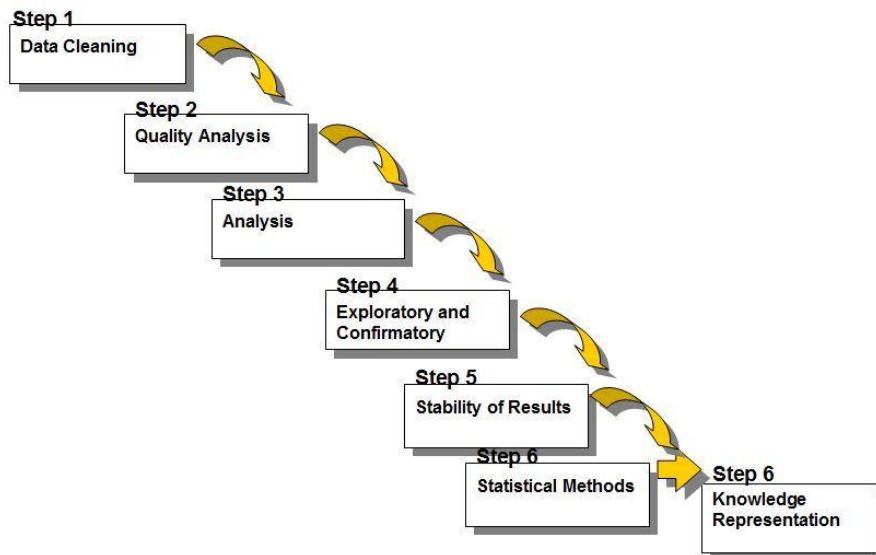 Step 1
Data Cleaning
Step 2
Quality Analysis
Step 3
Analysis
Step 4
Exploratory and
Confirmatory
Step 5
Stability of Results
Step 6
Statistical Methods
Step 6
Knowledge
Representation